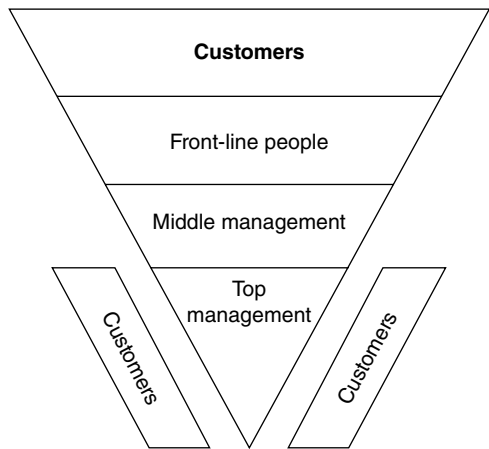 Customers
Front-line people
Middle management
Top
management
Customers
Customers